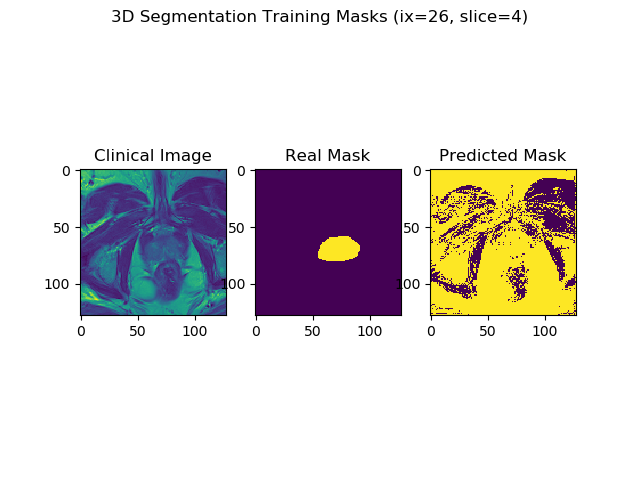 3D Segmentation Training Masks (ix=26, slice=4)
Clinical Image Real Mask Predicted Mask
0 0 0
50 50 50
100 100 100
0 50 100 0 50 100 0 50 100